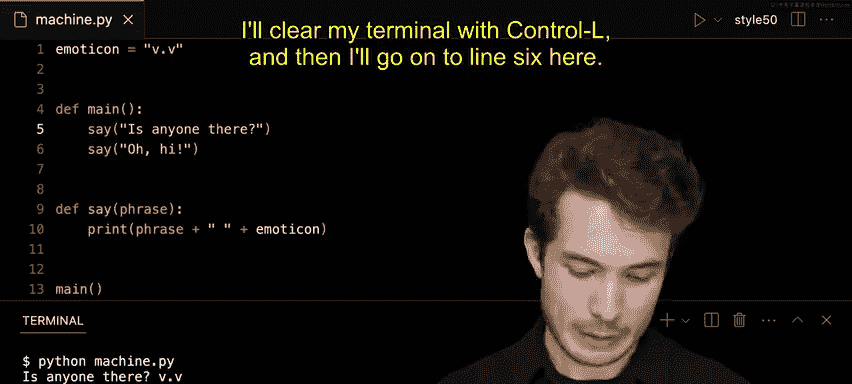 machine.py
style50
I'll clear my terminal with Control-L,
and then I'll go on to line six here.
1 emoticon = "v.v"
2
3
4 def main():
5 say("Is anyone there?")
6 say("Oh, hi!")
7
8
9 def say(phrase):
10 print(phrase + " " + emoticon)
11
12
13 main()
TERMINAL
$ python machine.py
Is anyone there? v.v